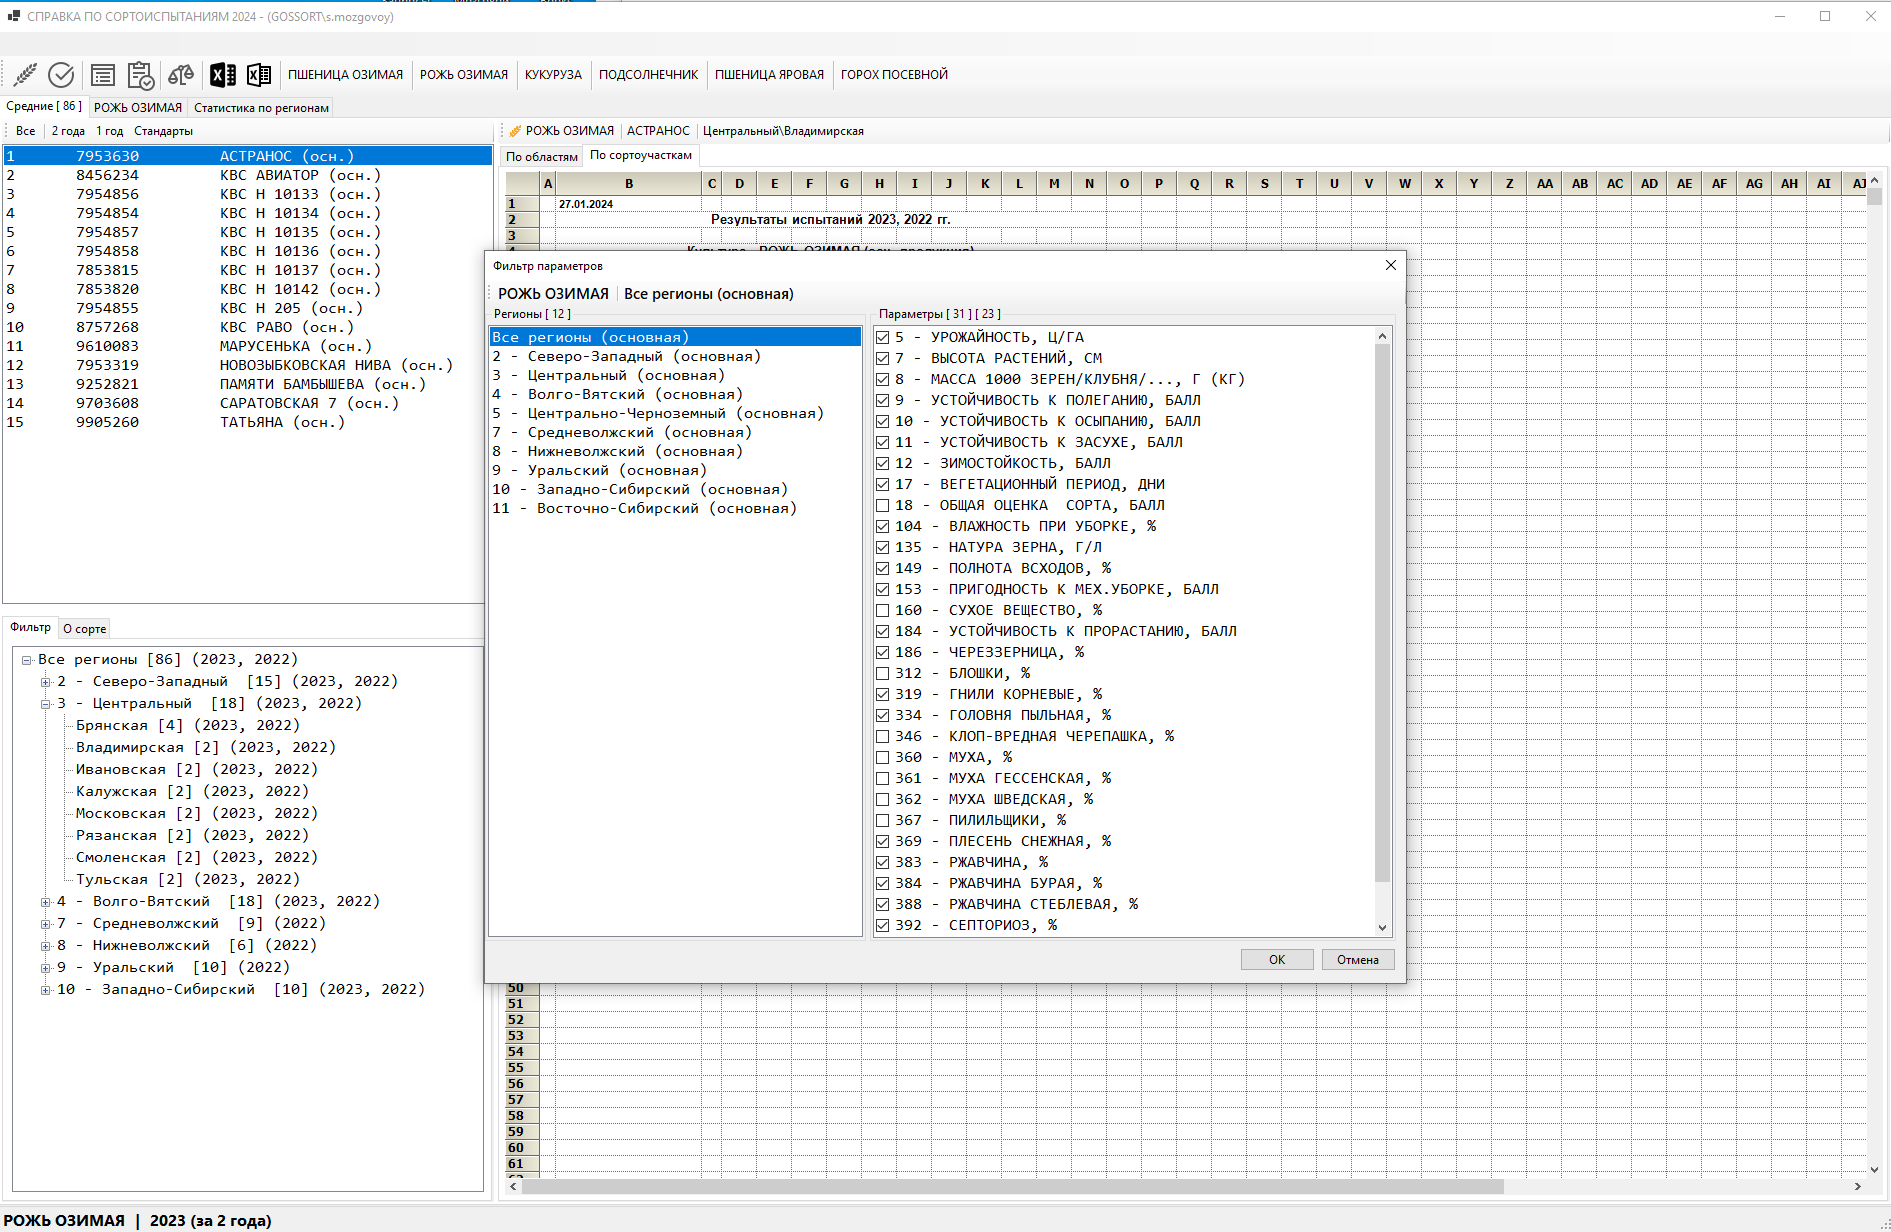 СПРАВКА ПО СОРТОИСПЫТАНИЯМ 2024 - (GOSSORT\s.mozgovoy)
ПШЕНИЦА ОЗИМАЯ РОЖЬ ОЗИМАЯ КУКУРУЗА ПОДСОЛНЕЧНИК ПШЕНИЦА ЯРОВАЯ ГОРОХ ПОСЕВНОЙ
Средние [ 86 ] РОЖЬ ОЗИМАЯ Статистика по регионам
Все 2 года 1 год Стандарты
1 7953630 АСТРАНОС (осн.)
2 8456234 КВС АВИАТОР (осн.)
3 7954856 КВС Н 10133 (осн.)
4 7954854 КВС Н 10134 (осн.)
5 7954857 КВС Н 10135 (осн.)
6 7954858 КВС Н 10136 (осн.)
7 7853815 КВС Н 10137 (осн.)
8 7853820 КВС Н 10142 (осн.)
9 7954855 КВС Н 205 (осн.)
10 8757268 КВС РАВО (осн.)
11 9610083 МАРУСЕНЬКА (осн.)
12 7953319 НОВОЗЫБКОВСКАЯ НИВА (осн.)
13 9252821 ПАМЯТИ БАМБЫШЕВА (осн.)
14 9703608 САРАТОВСКАЯ 7 (осн.)
15 9905260 ТАТЬЯНА (осн.)
Фильтр О сорте
Все регионы [86] (2023, 2022)
2 - Северо-Западный [15] (2023, 2022)
3 - Центральный [18] (2023, 2022)
Брянская [4] (2023, 2022)
Владимирская [2] (2023, 2022)
Ивановская [2] (2023, 2022)
Калужская [2] (2023, 2022)
Московская [2] (2023, 2022)
Рязанская [2] (2023, 2022)
Смоленская [2] (2023, 2022)
Тульская [2] (2023, 2022)
4 - Волго-Вятский [18] (2023, 2022)
7 - Средневолжский [9] (2022)
8 - Нижневолжский [6] (2022)
9 - Уральский [10] (2022)
10 - Западно-Сибирский [10] (2023, 2022)
РОЖЬ ОЗИМАЯ АСТРАНОС Центральный\Владимирская
По областям По сортоучасткам
A B C D E F G H I J K L M N O P Q R S T U V W X Y Z AA AB AC AD AE AF AG AH AI AJ
1 27.01.2024
2 Результаты испытаний 2023, 2022 гг.
3
4 Культура РОЖЬ ОЗИМАЯ (осн. продукция)
Фильтр параметров
РОЖЬ ОЗИМАЯ Все регионы (основная)
Регионы [ 12 ]
Все регионы (основная)
2 - Северо-Западный (основная)
3 - Центральный (основная)
4 - Волго-Вятский (основная)
5 - Центрально-Черноземный (основная)
7 - Средневолжский (основная)
8 - Нижневолжский (основная)
9 - Уральский (основная)
10 - Западно-Сибирский (основная)
11 - Восточно-Сибирский (основная)
Параметры [ 31 ] [ 23 ]
5 - УРОЖАЙНОСТЬ, Ц/ГА
7 - ВЫСОТА РАСТЕНИЙ, СМ
8 - МАССА 1000 ЗЕРЕН/КЛУБНЯ/..., Г (КГ)
9 - УСТОЙЧИВОСТЬ К ПОЛЕГАНИЮ, БАЛЛ
10 - УСТОЙЧИВОСТЬ К ОСЫПАНИЮ, БАЛЛ
11 - УСТОЙЧИВОСТЬ К ЗАСУХЕ, БАЛЛ
12 - ЗИМОСТОЙКОСТЬ, БАЛЛ
17 - ВЕГЕТАЦИОННЫЙ ПЕРИОД, ДНИ
18 - ОБЩАЯ ОЦЕНКА СОРТА, БАЛЛ
104 - ВЛАЖНОСТЬ ПРИ УБОРКЕ, %
135 - НАТУРА ЗЕРНА, Г/Л
149 - ПОЛНОТА ВСХОДОВ, %
153 - ПРИГОДНОСТЬ К МЕХ.УБОРКЕ, БАЛЛ
160 - СУХОЕ ВЕЩЕСТВО, %
184 - УСТОЙЧИВОСТЬ К ПРОРАСТАНИЮ, БАЛЛ
186 - ЧЕРЕЗЗЕРНИЦА, %
312 - БЛОШКИ, %
319 - ГНИЛИ КОРНЕВЫЕ, %
334 - ГОЛОВНЯ ПЫЛЬНАЯ, %
346 - КЛОП-ВРЕДНАЯ ЧЕРЕПАШКА, %
360 - МУХА, %
361 - МУХА ГЕССЕНСКАЯ, %
362 - МУХА ШВЕДСКАЯ, %
367 - ПИЛИЛЬЩИКИ, %
369 - ПЛЕСЕНЬ СНЕЖНАЯ, %
383 - РЖАВЧИНА, %
384 - РЖАВЧИНА БУРАЯ, %
388 - РЖАВЧИНА СТЕБЛЕВАЯ, %
392 - СЕПТОРИОЗ, %
OK Отмена
50
51
52
53
54
55
56
57
58
59
60
61
РОЖЬ ОЗИМАЯ | 2023 (за 2 года)